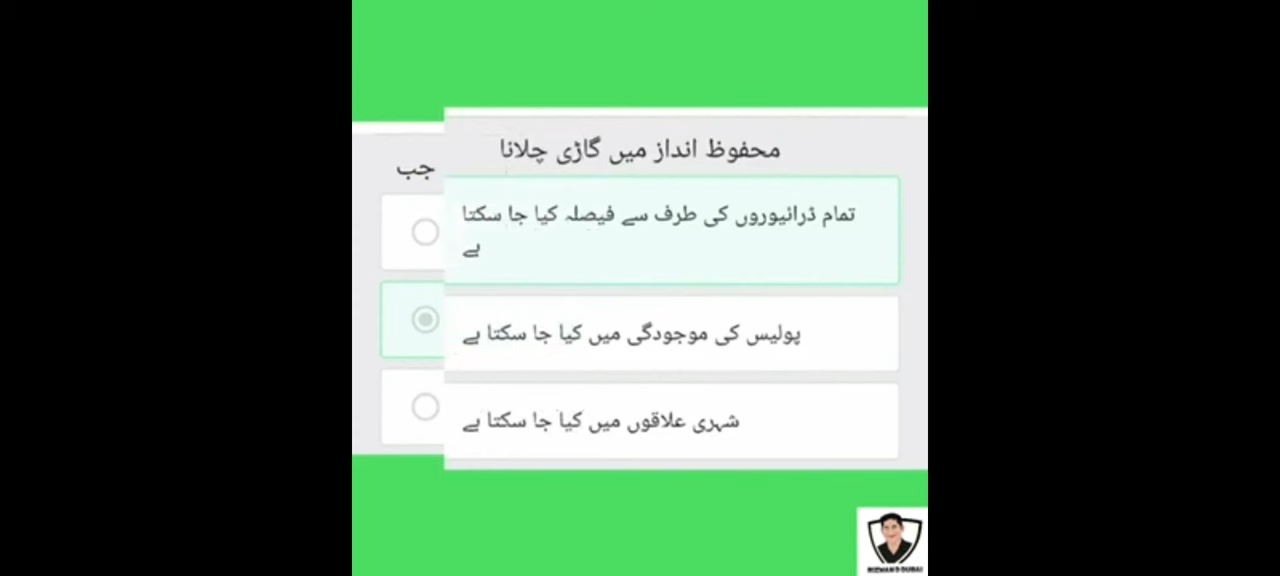 محفوظ انداز میں گاڑی چلانا
جب
تمام ڈرائیوروں کی طرف سے فیصلہ کیا جا سکتا
ہے
پولیس کی موجودگی میں کیا جا سکتا ہے
شہری علاقوں میں کیا جا سکتا ہے